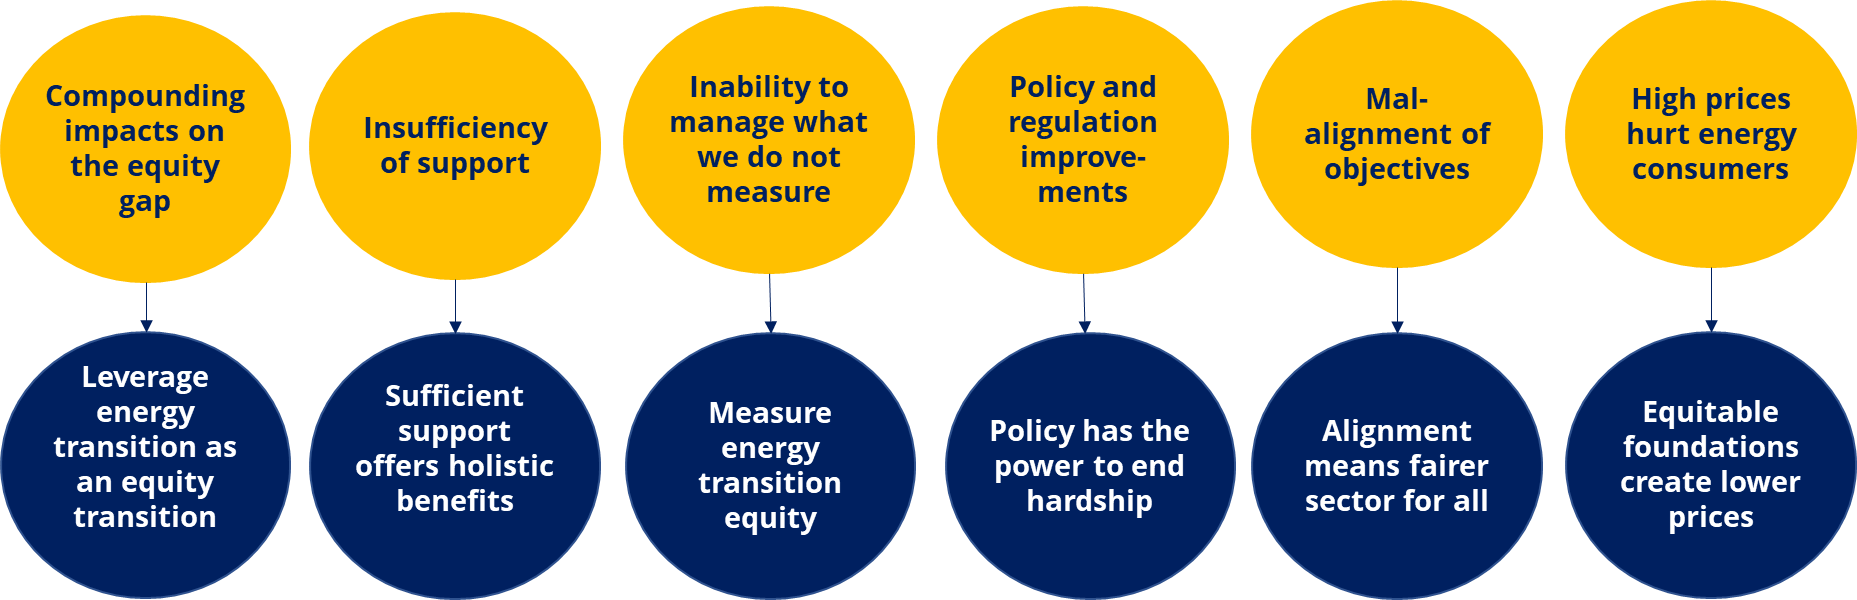 Compounding
impacts on
the equity
gap
Insufficiency
of support
Inability to
manage what
we do not
measure
Policy and
regulation
improve-
ments
Mal-
alignment of
objectives
High prices
hurt energy
consumers
Leverage
energy
transition as
an equity
transition
Sufficient
support
offers holistic
benefits
Measure
energy
transition
equity
Policy has the
power to end
hardship
Alignment
means fairer
sector for all
Equitable
foundations
create lower
prices